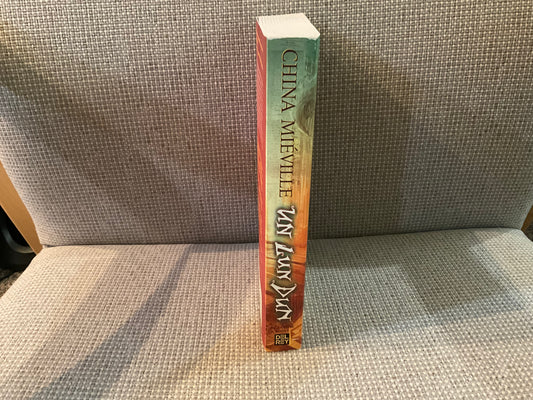 CHINA MIÉVILLE
UN LUN DUN
DEL
REY